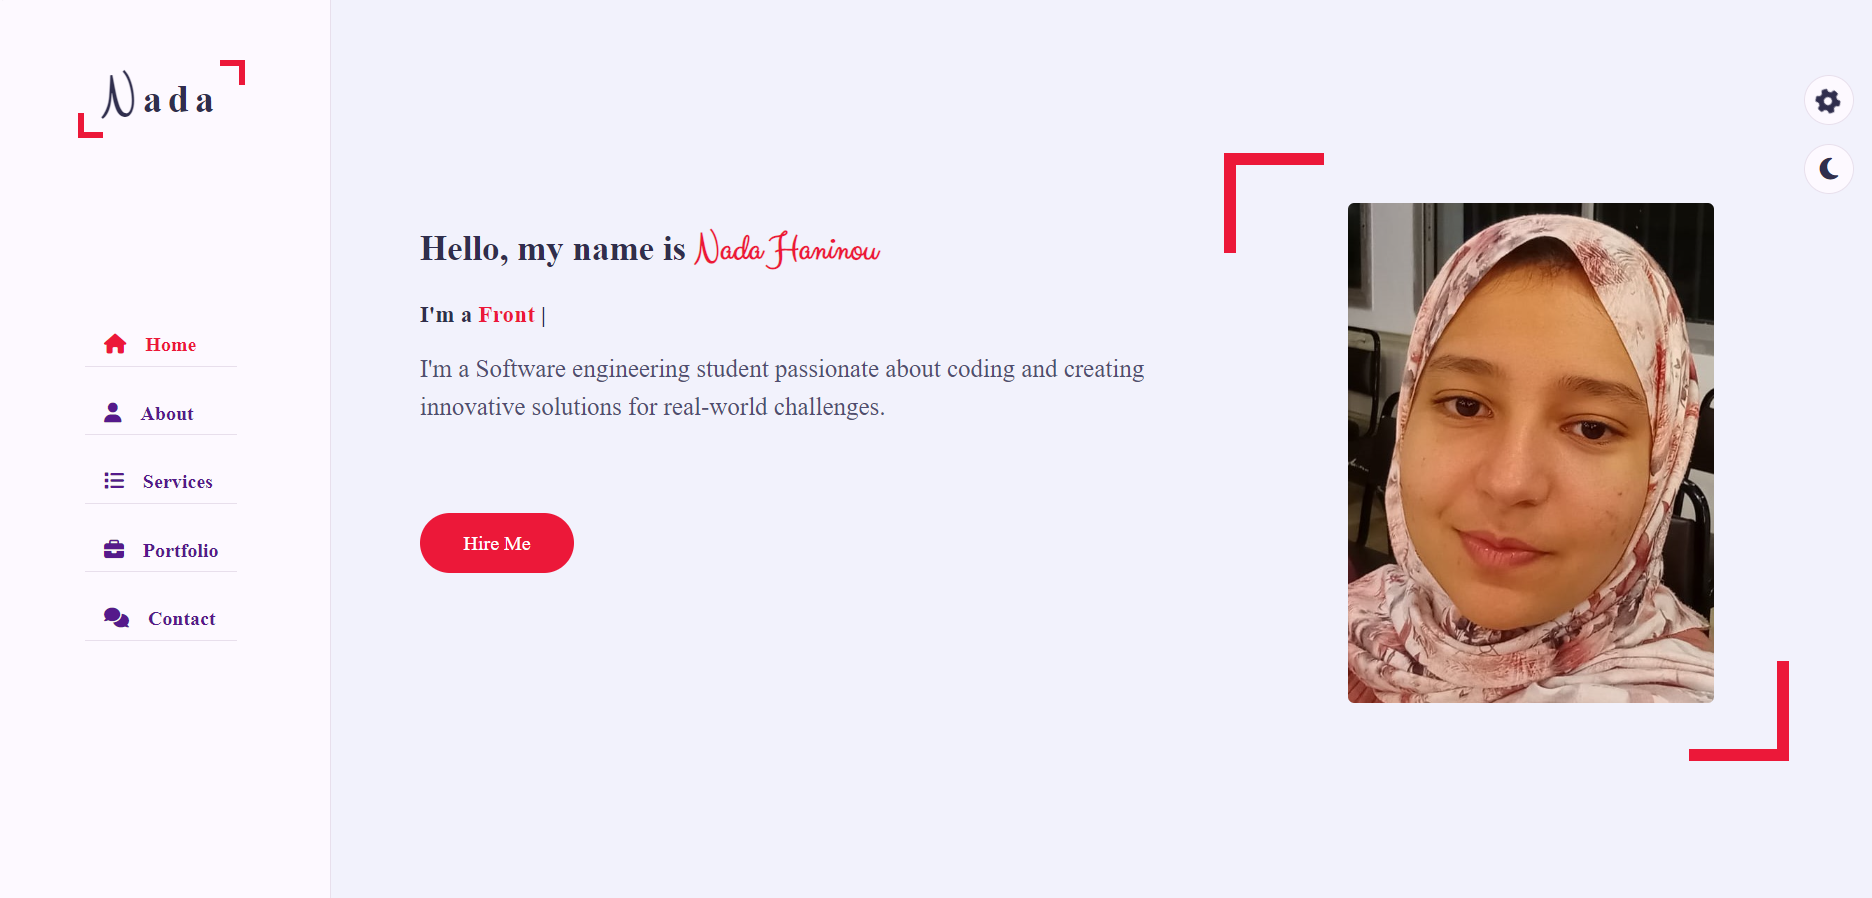 Nada
Home
About
Services
Portfolio
Contact
Hello, my name is Nada Haninou
I'm a Front |
I'm a Software engineering student passionate about coding and creating
innovative solutions for real-world challenges.
Hire Me